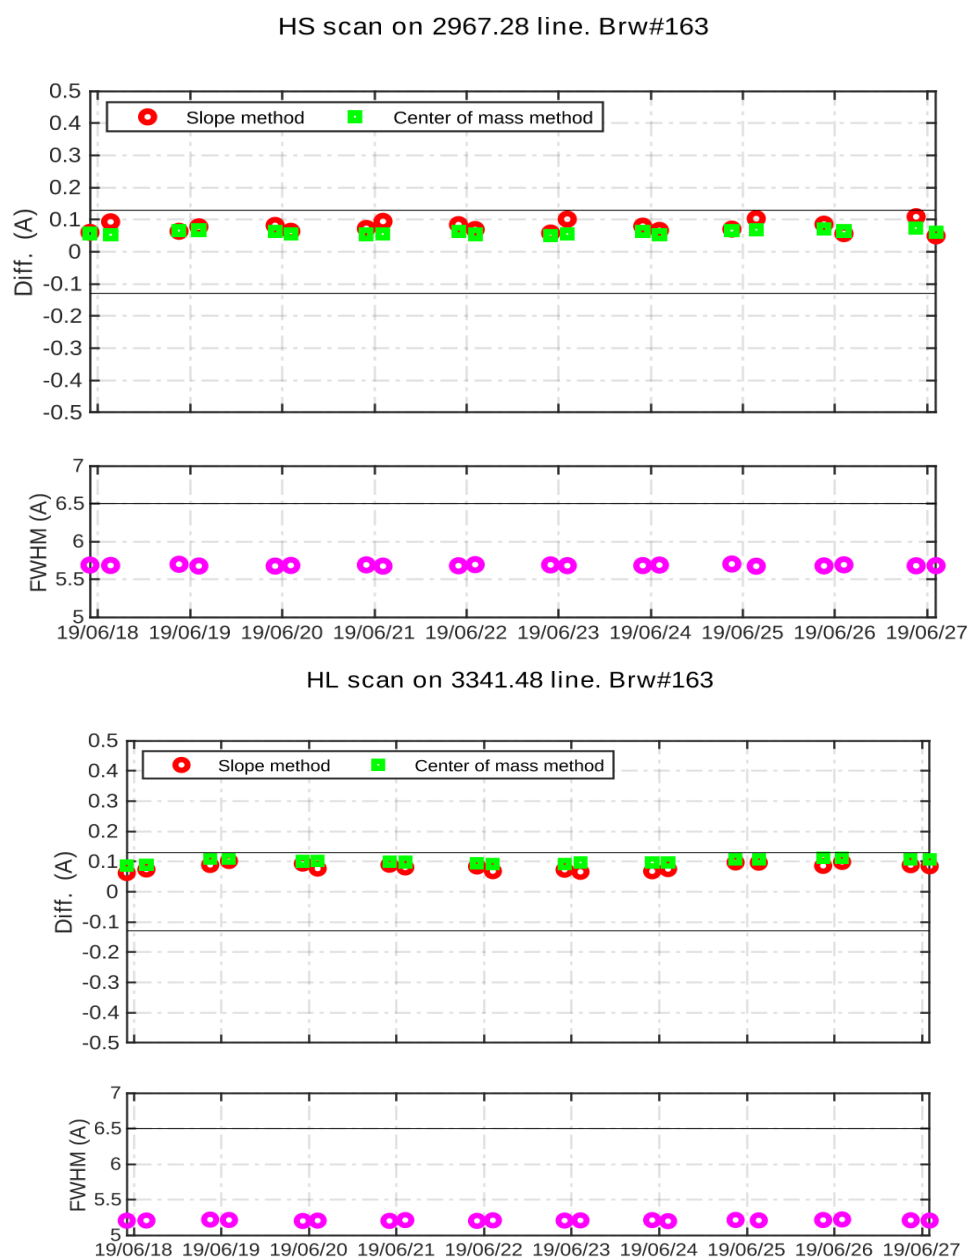 HS scan on 2967.28 line. Brw#163
Slope method
Center of mass method
0.5
0.4
0.3
0.2
0.1
0
-0.1
-0.2
-0.3
-0.4
-0.5
Diff. (A)
7
6.5
6
5.5
5
FWHM (A)
19/06/18 19/06/19 19/06/20 19/06/21 19/06/22 19/06/23 19/06/24 19/06/25 19/06/26 19/06/27
HL scan on 3341.48 line. Brw#163
Slope method
Center of mass method
0.5
0.4
0.3
0.2
0.1
0
-0.1
-0.2
-0.3
-0.4
-0.5
Diff. (A)
7
6.5
6
5.5
5
FWHM (A)
19/06/18 19/06/19 19/06/20 19/06/21 19/06/22 19/06/23 19/06/24 19/06/25 19/06/26 19/06/27